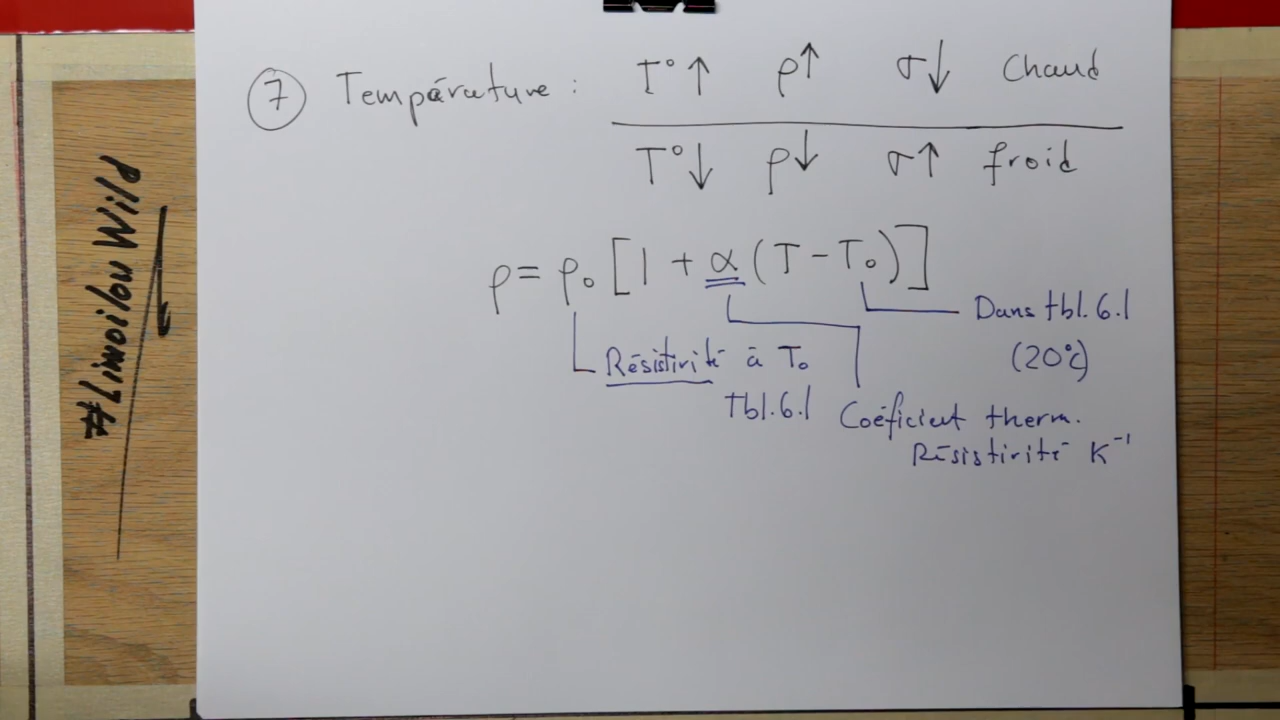 ⑦ Température : T° ↑ ρ↑ σ↓ Chaud
T°↓ ρ↓ σ↑ froid
ρ = ρ₀ [1 + α (T - T₀)]
Dans tbl. 6.1
(20°C)
Résistivité à T₀
tbl. 6.1
Coéficient therm.
Résistivité K⁻¹
#Limoilou Wild